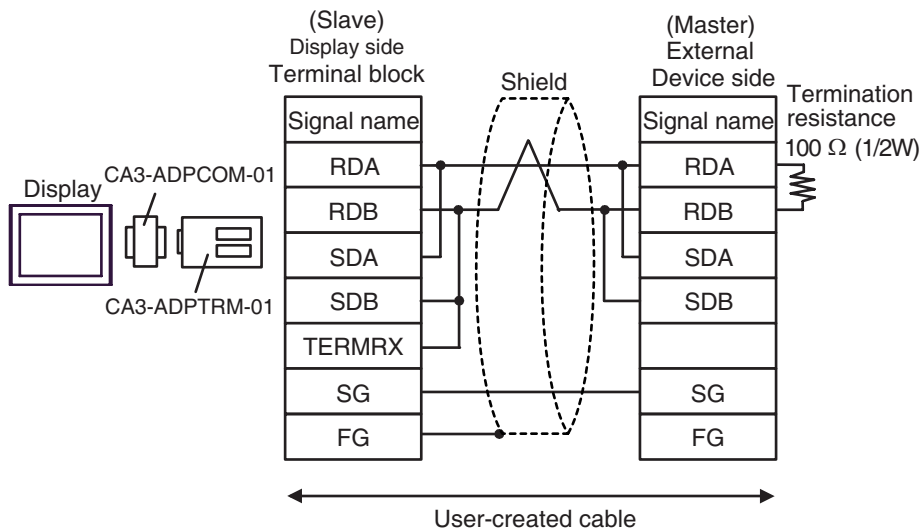 (Slave)
Display side
Terminal block
(Master)
External
Device side
Shield
Termination
resistance
100 Ω (1/2W)
Display
CA3-ADPCOM-01
CA3-ADPTRM-01
Signal name
RDA
RDB
SDA
SDB
TERMRX
SG
FG
Signal name
RDA
RDB
SDA
SDB
SG
FG
User-created cable